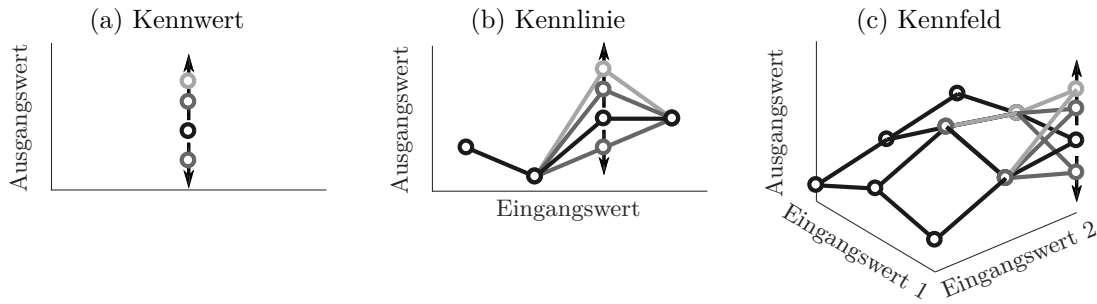 (a) Kennwert
Ausgangswert
(b) Kennlinie
Ausgangswert
Eingangswert
(c) Kennfeld
Ausgangswert
Eingangswert 1
Eingangswert 2